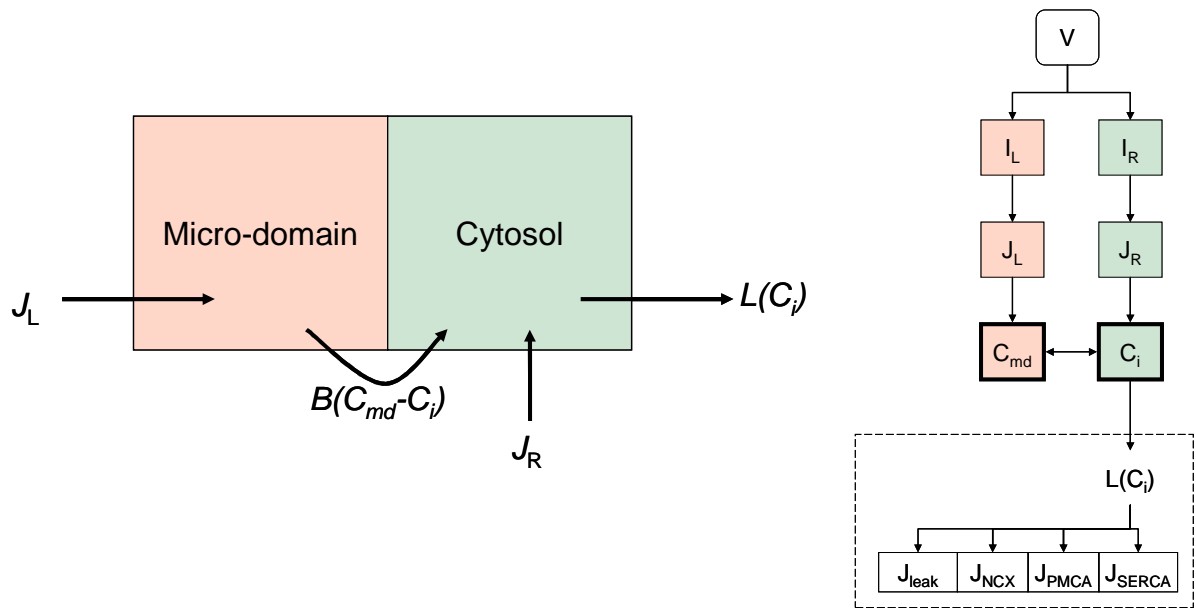 Micro-domain
Cytosol
J_L
L(C_i)
B(C_md-C_i)
J_R
V
I_L
I_R
J_L
J_R
C_md
C_i
L(C_i)
J_leak
J_NCX
J_PMCA
J_SERCA